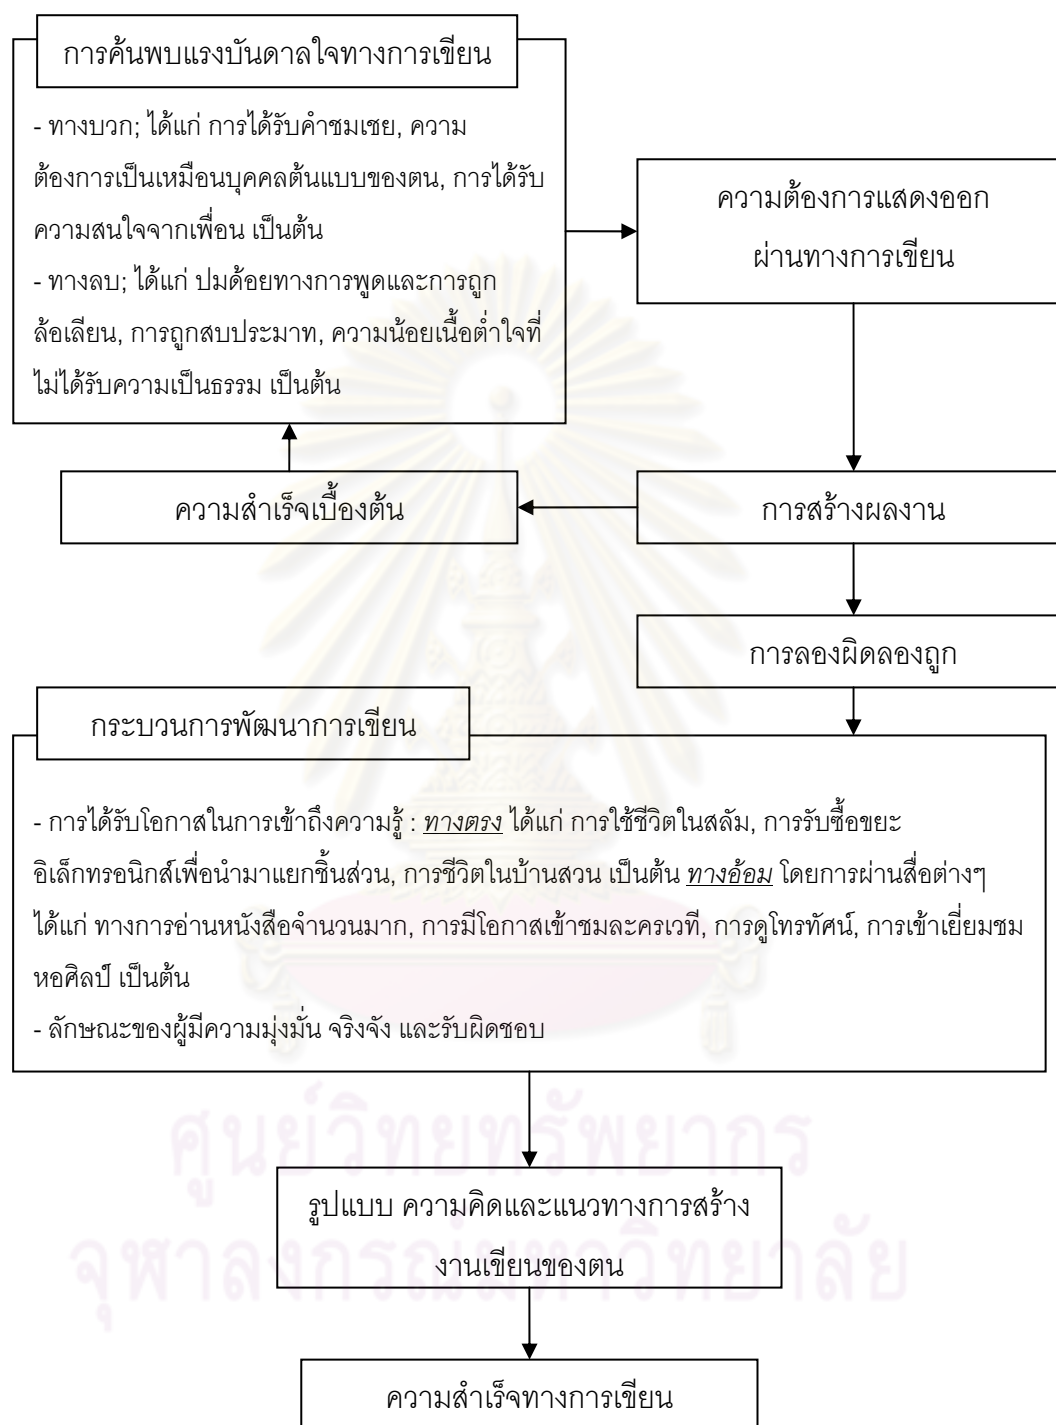 การค้นพบแรงบันดาลใจทางการเขียน
- ทางบวก; ได้แก่ การได้รับคำชมเชย, ความ
ต้องการเป็นเหมือนบุคคลต้นแบบของตน, การได้รับ
ความสนใจจากเพื่อน เป็นต้น
- ทางลบ; ได้แก่ ปมด้อยทางการพูดและการถูก
ล้อเลียน, การถูกสบประมาท, ความน้อยเนื้อต่ำใจที่
ไม่ได้รับความเป็นธรรม เป็นต้น
ความต้องการแสดงออก
ผ่านทางการเขียน
ความสำเร็จเบื้องต้น
การสร้างผลงาน
การลองผิดลองถูก
กระบวนการพัฒนาการเขียน
- การได้รับโอกาสในการเข้าถึงความรู้ : ทางตรง ได้แก่ การใช้ชีวิตในสลัม, การรับซื้อขยะ
อิเล็กทรอนิกส์เพื่อนำมาแยกชิ้นส่วน, การชีวิตในบ้านสวน เป็นต้น ทางอ้อม โดยการผ่านสื่อต่างๆ
ได้แก่ ทางการอ่านหนังสือจำนวนมาก, การมีโอกาสเข้าชมละครเวที, การดูโทรทัศน์, การเข้าเยี่ยมชม
หอศิลป์ เป็นต้น
- ลักษณะของผู้มีความมุ่งมั่น จริงจัง และรับผิดชอบ
ศูนย์วิทยทรัพยากร
จุฬาลงกรณ์มหาวิทยาลัย
รูปแบบ ความคิดและแนวทางการสร้าง
งานเขียนของตน
ความสำเร็จทางการเขียน